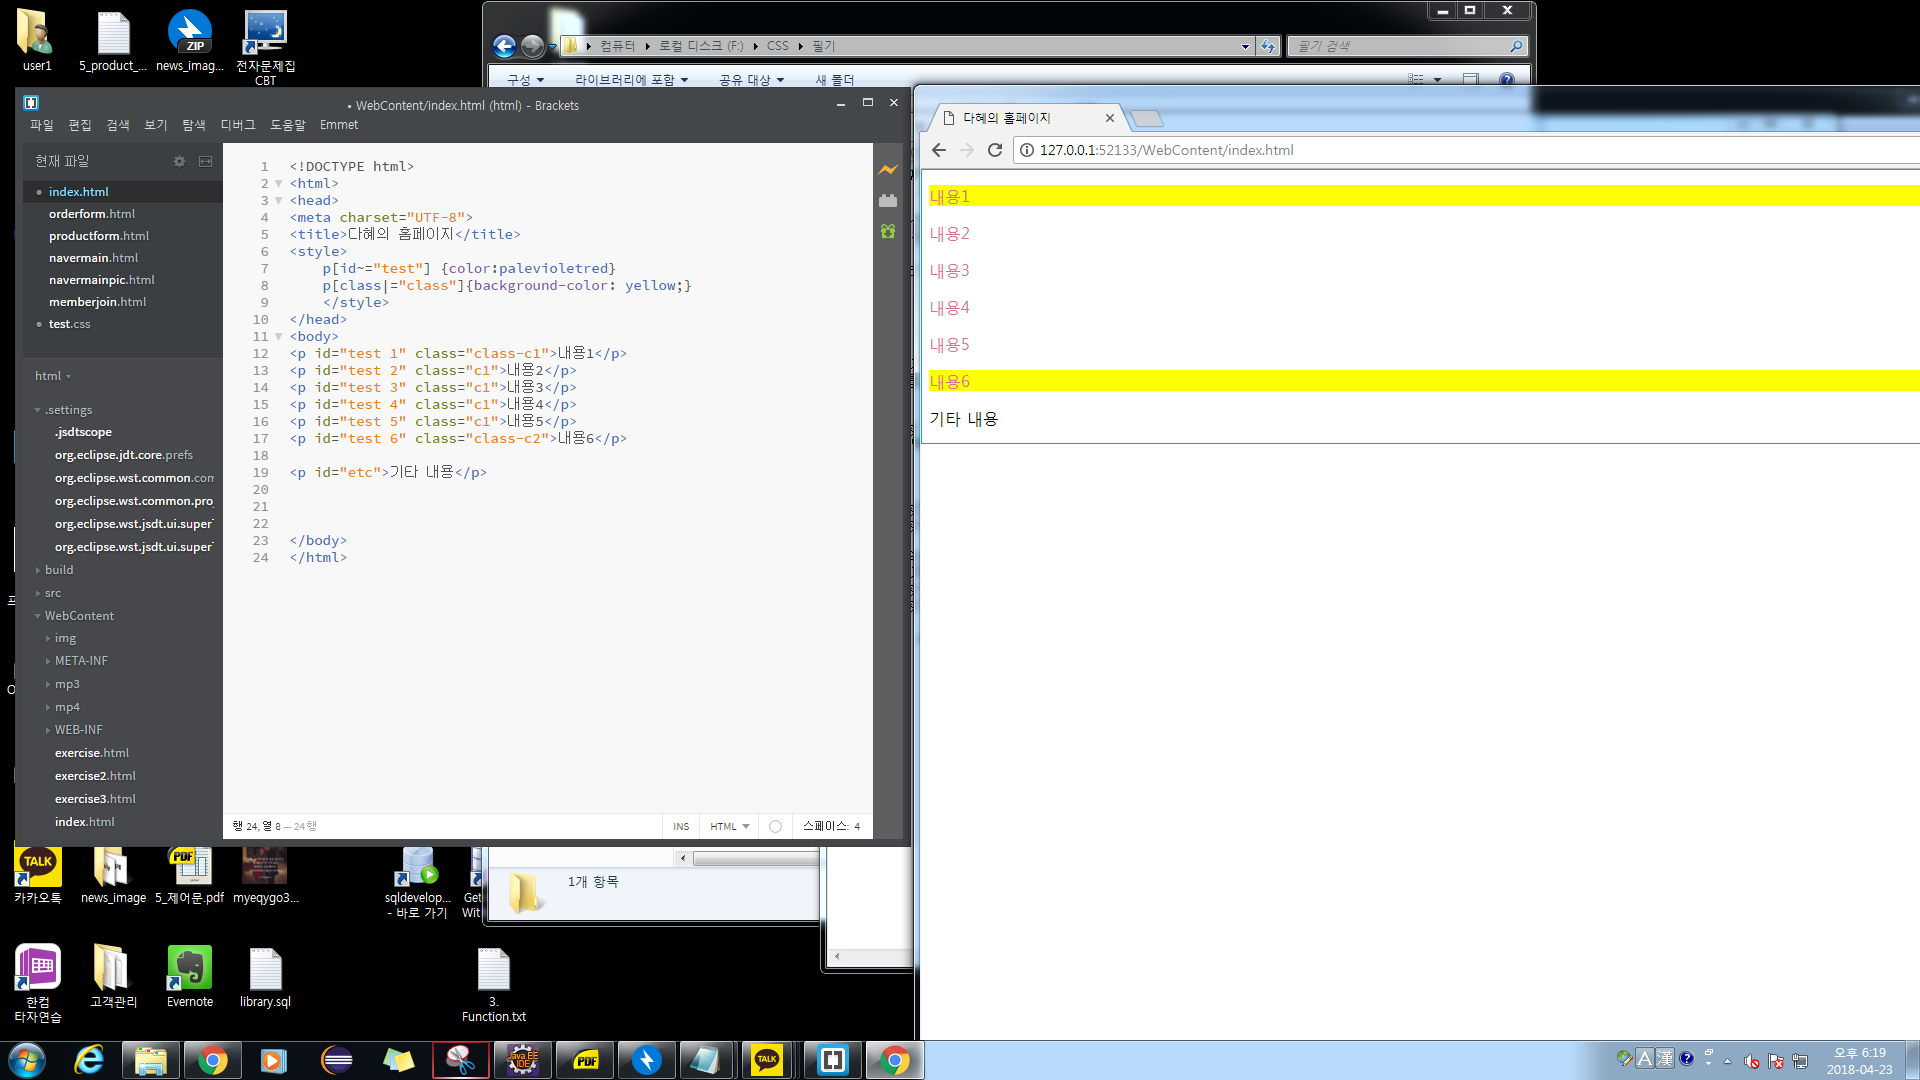 user1
5_product_...
news_imag...
전자문제집
CBT
컴퓨터 ▸ 로컬 디스크 (F:) ▸ CSS ▸ 필기
필기 검색
구성
라이브러리에 포함
공유 대상
새 폴더
• WebContent/index.html (html) - Brackets
파일 편집 검색 보기 탐색 디버그 도움말 Emmet
현재 파일
index.html
orderform.html
productform.html
navermain.html
navermainpic.html
memberjoin.html
test.css
html
.settings
.jsdtscope
org.eclipse.jdt.core.prefs
org.eclipse.wst.common.com
org.eclipse.wst.common.pro
org.eclipse.wst.jsdt.ui.super
org.eclipse.wst.jsdt.ui.super
build
src
WebContent
img
META-INF
mp3
mp4
WEB-INF
exercise.html
exercise2.html
exercise3.html
index.html
1 <!DOCTYPE html>
2 <html>
3 <head>
4 <meta charset="UTF-8">
5 <title>다혜의 홈페이지</title>
6 <style>
7 p[id~="test"] {color:palevioletred}
8 p[class|="class"]{background-color: yellow;}
9 </style>
10 </head>
11 <body>
12 <p id="test 1" class="class-c1">내용1</p>
13 <p id="test 2" class="c1">내용2</p>
14 <p id="test 3" class="c1">내용3</p>
15 <p id="test 4" class="c1">내용4</p>
16 <p id="test 5" class="c1">내용5</p>
17 <p id="test 6" class="class-c2">내용6</p>
18
19 <p id="etc">기타 내용</p>
20
21
22
23 </body>
24 </html>
행 24, 열 8 — 24 행
INS
HTML
스페이스: 4
다혜의 홈페이지
127.0.0.1:52133/WebContent/index.html
내용1
내용2
내용3
내용4
내용5
내용6
기타 내용
1개 항목
TALK
카카오톡
news_image
PDF
5_제어문.pdf
myeqygo3...
sqldevelop...
- 바로 가기
Get
Wit
한컴
타자연습
고객관리
Evernote
library.sql
3.
Function.txt
Java EE
IDE
PDF
TALK
A 漢
오후 6:19
2018-04-23